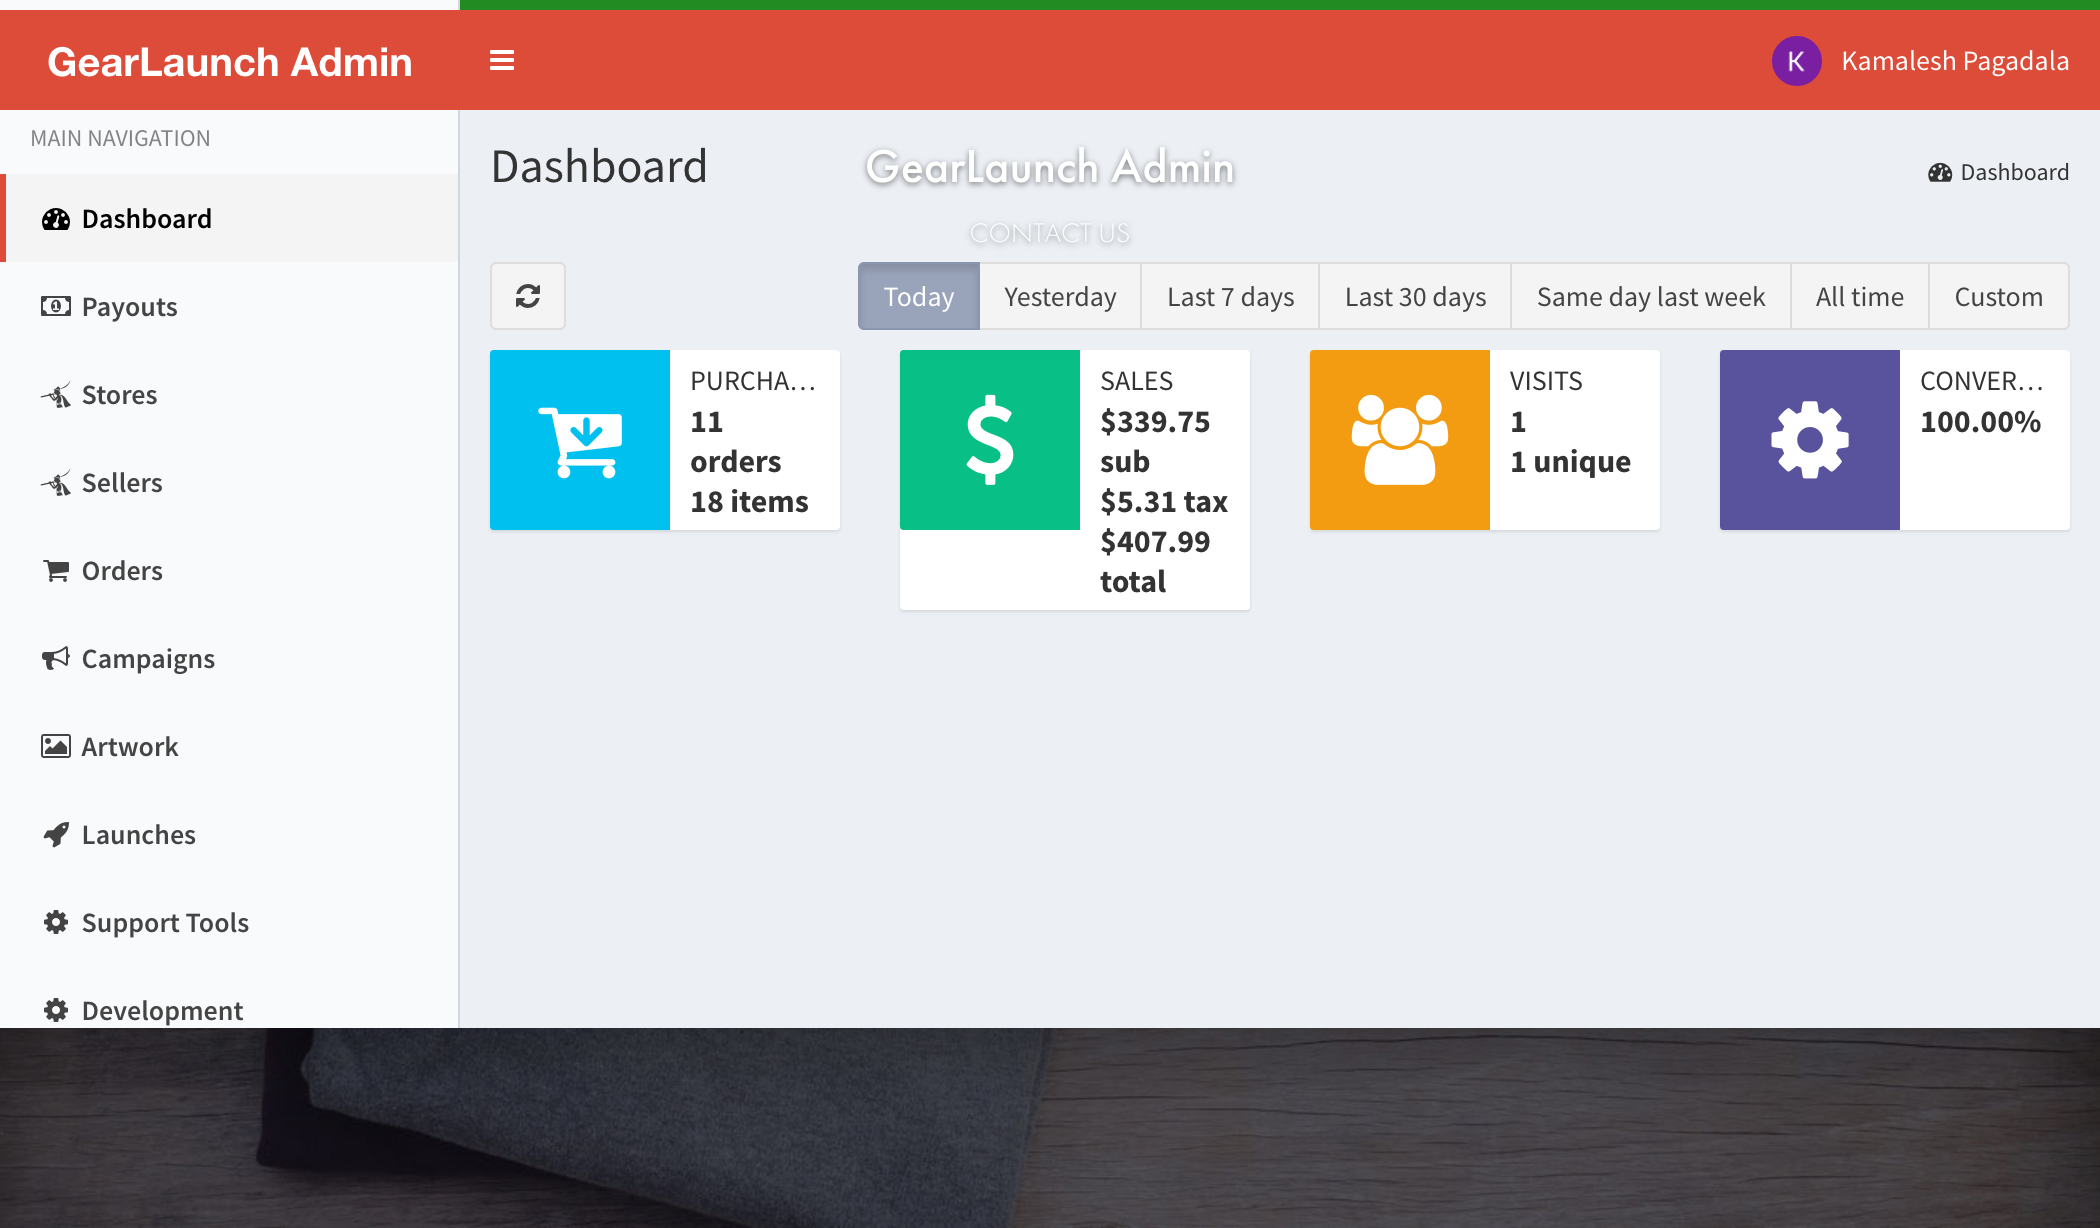 GearLaunch Admin
K Kamalesh Pagadala
MAIN NAVIGATION
Dashboard
Payouts
Stores
Sellers
Orders
Campaigns
Artwork
Launches
Support Tools
Development
Dashboard
GearLaunch Admin
CONTACT US
Dashboard
Today Yesterday Last 7 days Last 30 days Same day last week All time Custom
PURCHA...
11
orders
18 items
SALES
$339.75
sub
$5.31 tax
$407.99
total
VISITS
1
1 unique
CONVER...
100.00%